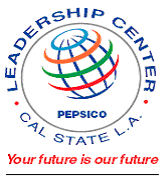 LEADERSHIP CENTER
PEPSICO
• CAL STATE L.A. •
Your future is our future